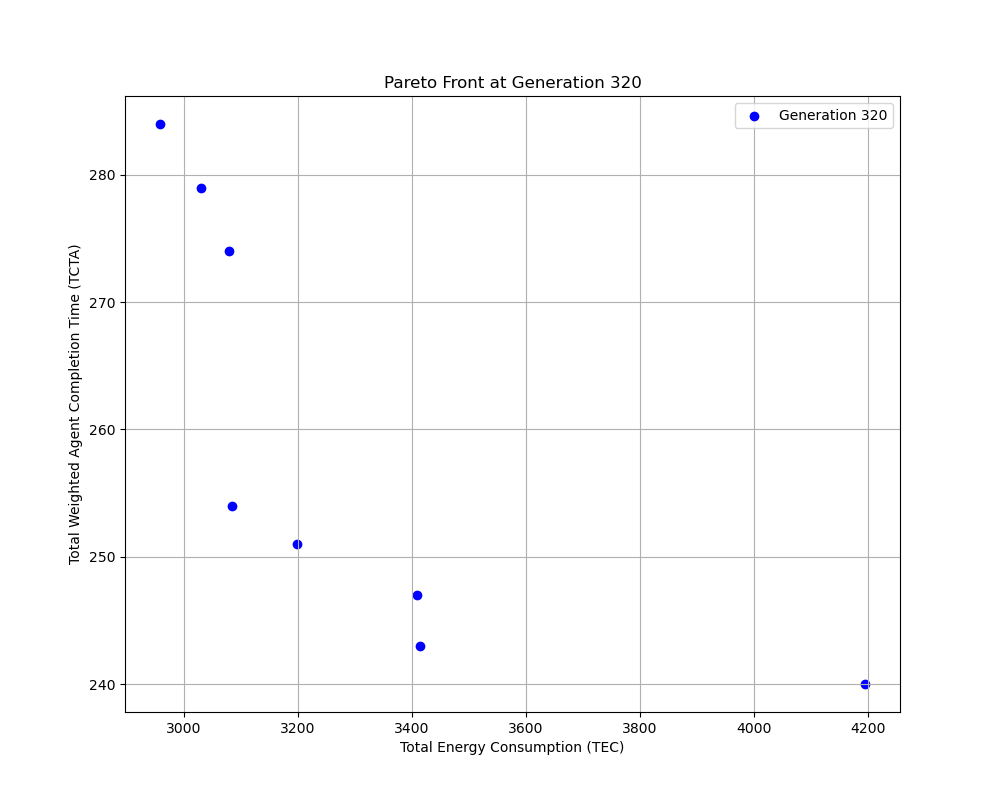 Pareto Front at Generation 320
Generation 320
Total Weighted Agent Completion Time (TCTA)
280
270
260
250
240
3000 3200 3400 3600 3800 4000 4200
Total Energy Consumption (TEC)